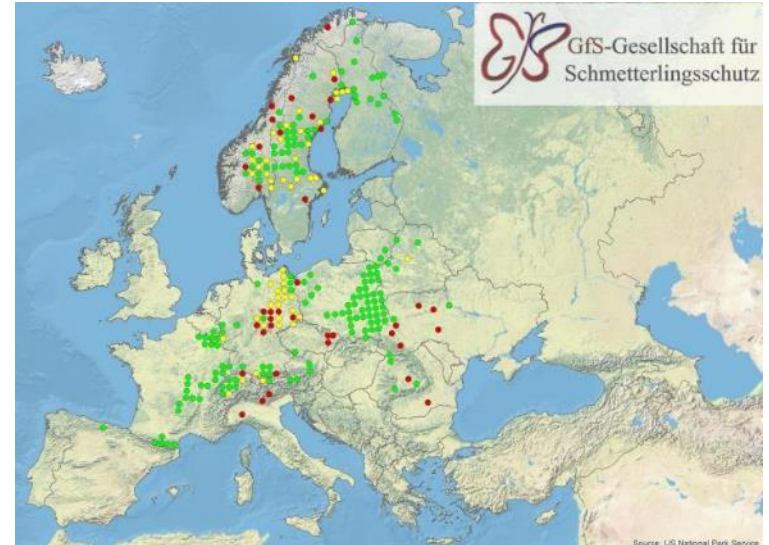 GfS-Gesellschaft für
Schmetterlingsschutz
Source: US National Park Service